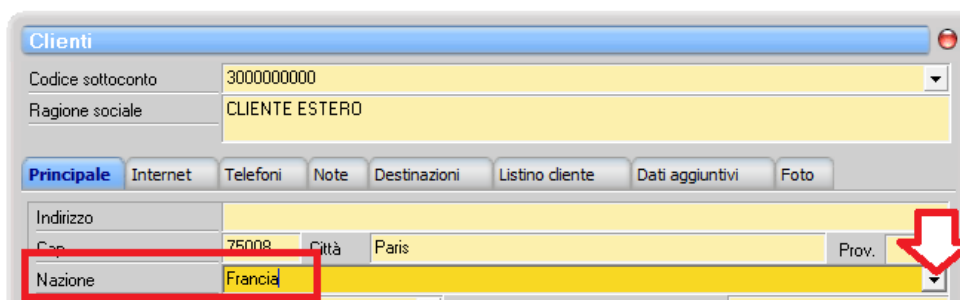 Clienti
Codice sottoconto 3000000000
Ragione sociale CLIENTE ESTERO
Principale Internet Telefoni Note Destinazioni Listino cliente Dati aggiuntivi Foto
Indirizzo
Cap 75008 Città Paris Prov.
Nazione Francia